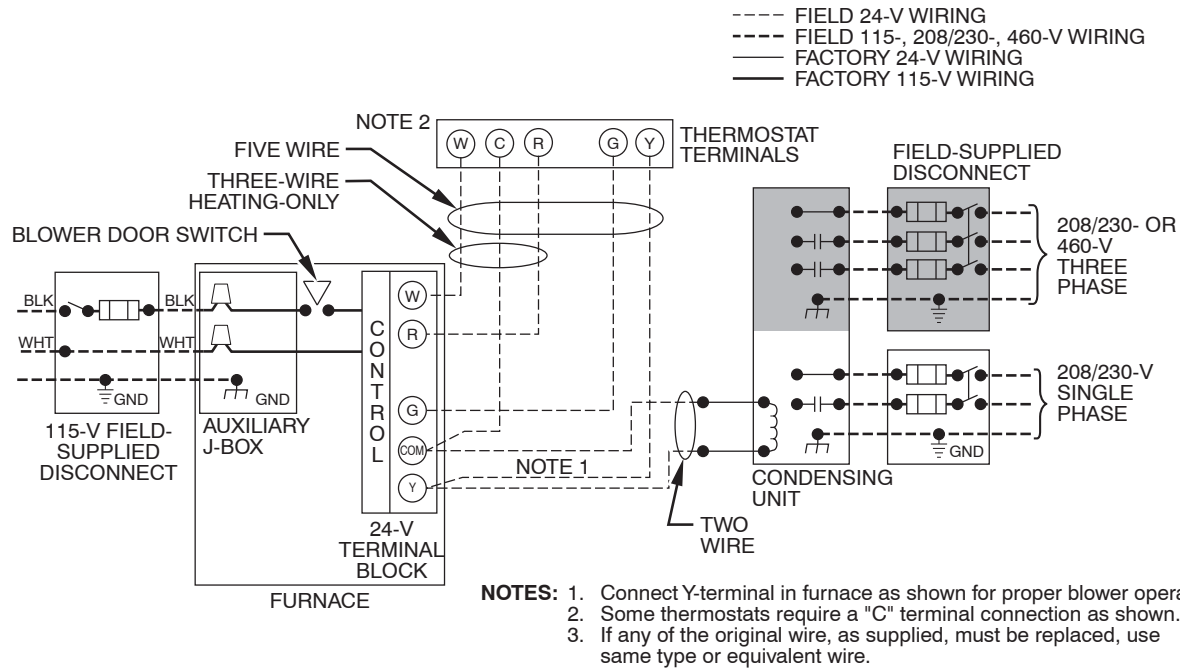 FIELD 24-V WIRING
FIELD 115-, 208/230-, 460-V WIRING
FACTORY 24-V WIRING
FACTORY 115-V WIRING
NOTE 2
W
C
R
G
Y
THERMOSTAT
TERMINALS
FIVE WIRE
THREE-WIRE
HEATING-ONLY
BLOWER DOOR SWITCH
FIELD-SUPPLIED
DISCONNECT
208/230- OR
460-V
THREE
PHASE
BLK
BLK
WHT
WHT
GND
GND
115-V FIELD-
SUPPLIED
DISCONNECT
AUXILIARY
J-BOX
CONTROL
W
R
G
COM
Y
24-V
TERMINAL
BLOCK
FURNACE
NOTE 1
TWO
WIRE
CONDENSING
UNIT
208/230-V
SINGLE
PHASE
GND
NOTES: 1. Connect Y-terminal in furnace as shown for proper blower opera
2. Some thermostats require a "C" terminal connection as shown.
3. If any of the original wire, as supplied, must be replaced, use
same type or equivalent wire.